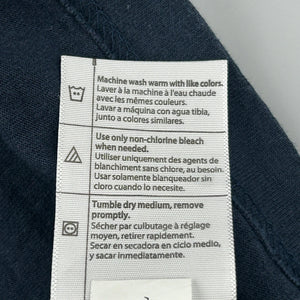 Machine wash warm with like colors.
Laver à la machine à l'eau chaude
avec les mêmes couleurs.
Lavar a máquina con agua tibia,
junto a colores similares.
Use only non-chlorine bleach
when needed.
Utiliser uniquement des agents de
blanchiment sans chlore, au besoin.
Usar solamente blanqueador sin
cloro cuando lo necesite.
Tumble dry medium, remove
promptly.
Sécher par culbutage à réglage
moyen, retirer rapidement.
Secar en secadora en ciclo medio,
y sacar inmediatamente.